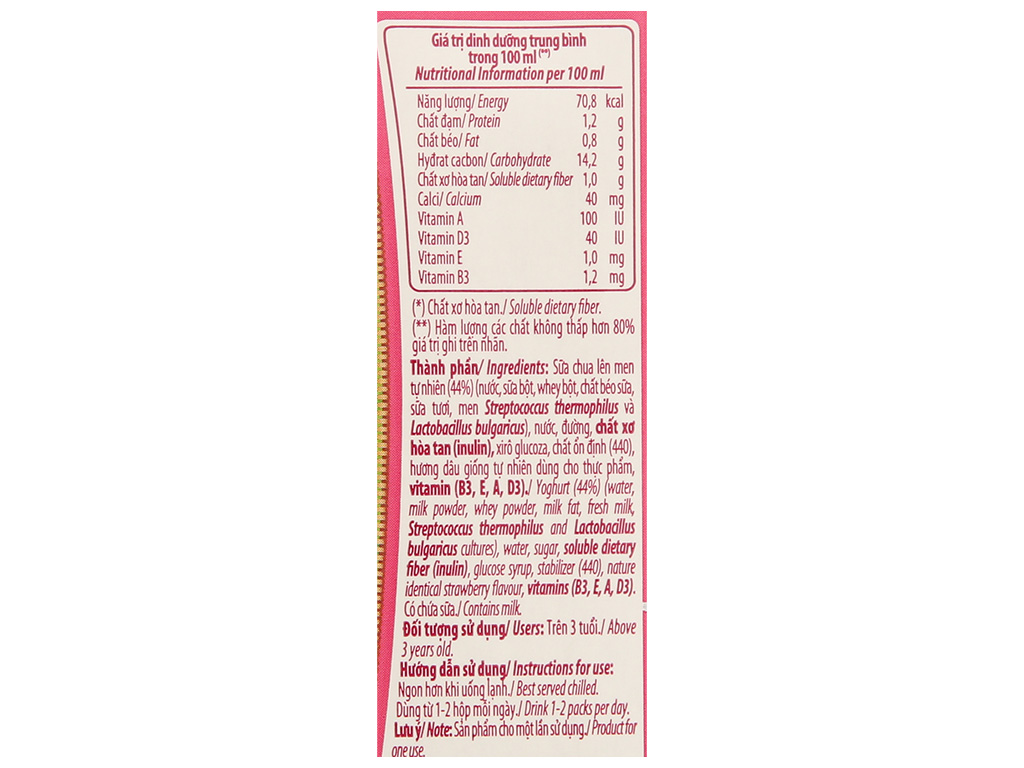 Giá trị dinh dưỡng trung bình
trong 100 ml (**)
Nutritional Information per 100 ml
Năng lượng/ Energy 70,8 kcal
Chất đạm/ Protein 1,2 g
Chất béo/ Fat 0,8 g
Hyđrat cacbon/ Carbohydrate 14,2 g
Chất xơ hòa tan/ Soluble dietary fiber 1,0 g
Calci/ Calcium 40 mg
Vitamin A 100 IU
Vitamin D3 40 IU
Vitamin E 1,0 mg
Vitamin B3 1,2 mg
(*) Chất xơ hòa tan./ Soluble dietary fiber.
(**) Hàm lượng các chất không thấp hơn 80%
giá trị ghi trên nhãn.
Thành phần/ Ingredients: Sữa chua lên men
tự nhiên (44%) (nước, sữa bột, whey bột, chất béo sữa,
sữa tươi, men Streptococcus thermophilus và
Lactobacillus bulgaricus), nước, đường, chất xơ
hòa tan (inulin), xirô glucoza, chất ổn định (440),
hương dâu giống tự nhiên dùng cho thực phẩm,
vitamin (B3, E, A, D3)./ Yoghurt (44%) (water,
milk powder, whey powder, milk fat, fresh milk,
Streptococcus thermophilus and Lactobacillus
bulgaricus cultures), water, sugar, soluble dietary
fiber (inulin), glucose syrup, stabilizer (440), nature
identical strawberry flavour, vitamins (B3, E, A, D3).
Có chứa sữa./ Contains milk.
Đối tượng sử dụng/ Users: Trên 3 tuổi./ Above
3 years old.
Hướng dẫn sử dụng/ Instructions for use:
Ngon hơn khi uống lạnh./ Best served chilled.
Dùng từ 1-2 hộp mỗi ngày./ Drink 1-2 packs per day.
Lưu ý/ Note: Sản phẩm cho một lần sử dụng./ Product for
one use.